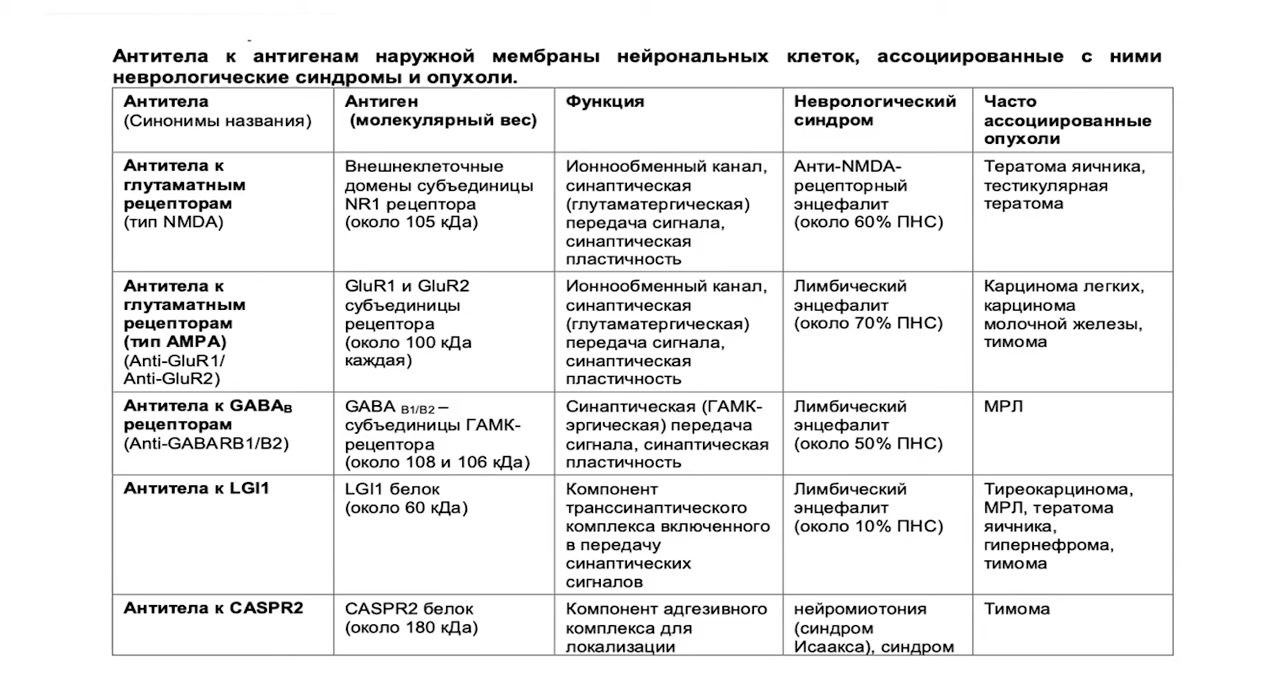 Антитела к антигенам наружной мембраны нейрональных клеток, ассоциированные с ними
неврологические синдромы и опухоли.
Антитела
(Синонимы названия)
Антиген
(молекулярный вес)
Функция
Неврологический
синдром
Часто
ассоциированные
опухоли
Антитела к
глутаматным
рецепторам
(тип NMDA)
Внешнеклеточные
домены субъединицы
NR1 рецептора
(около 105 кДа)
Ионнообменный канал,
синаптическая
(глутаматергическая)
передача сигнала,
синаптическая
пластичность
Анти-NMDA-
рецепторный
энцефалит
(около 60% ПНС)
Тератома яичника,
тестикулярная
тератома
Антитела к
глутаматным
рецепторам
(тип AMPA)
(Anti-GluR1/
Anti-GluR2)
GluR1 и GluR2
субъединицы
рецептора
(около 100 кДа
каждая)
Ионнообменный канал,
синаптическая
(глутаматергическая)
передача сигнала,
синаптическая
пластичность
Лимбический
энцефалит
(около 70% ПНС)
Карцинома легких,
карцинома
молочной железы,
тимома
Антитела к GABAB
рецепторам
(Anti-GABARB1/B2)
GABA B1/B2 –
субъединицы ГАМК-
рецептора
(около 108 и 106 кДа)
Синаптическая (ГАМК-
эргическая) передача
сигнала, синаптическая
пластичность
Лимбический
энцефалит
(около 50% ПНС)
МРЛ
Антитела к LGI1
LGI1 белок
(около 60 кДа)
Компонент
транссинаптического
комплекса включенного
в передачу
синаптических
сигналов
Лимбический
энцефалит
(около 10% ПНС)
Тиреокарцинома,
МРЛ, тератома
яичника,
гипернефрома,
тимома
Антитела к CASPR2
CASPR2 белок
(около 180 кДа)
Компонент адгезивного
комплекса для
локализации
нейромиотония
(синдром
Исаакса), синдром
Тимома